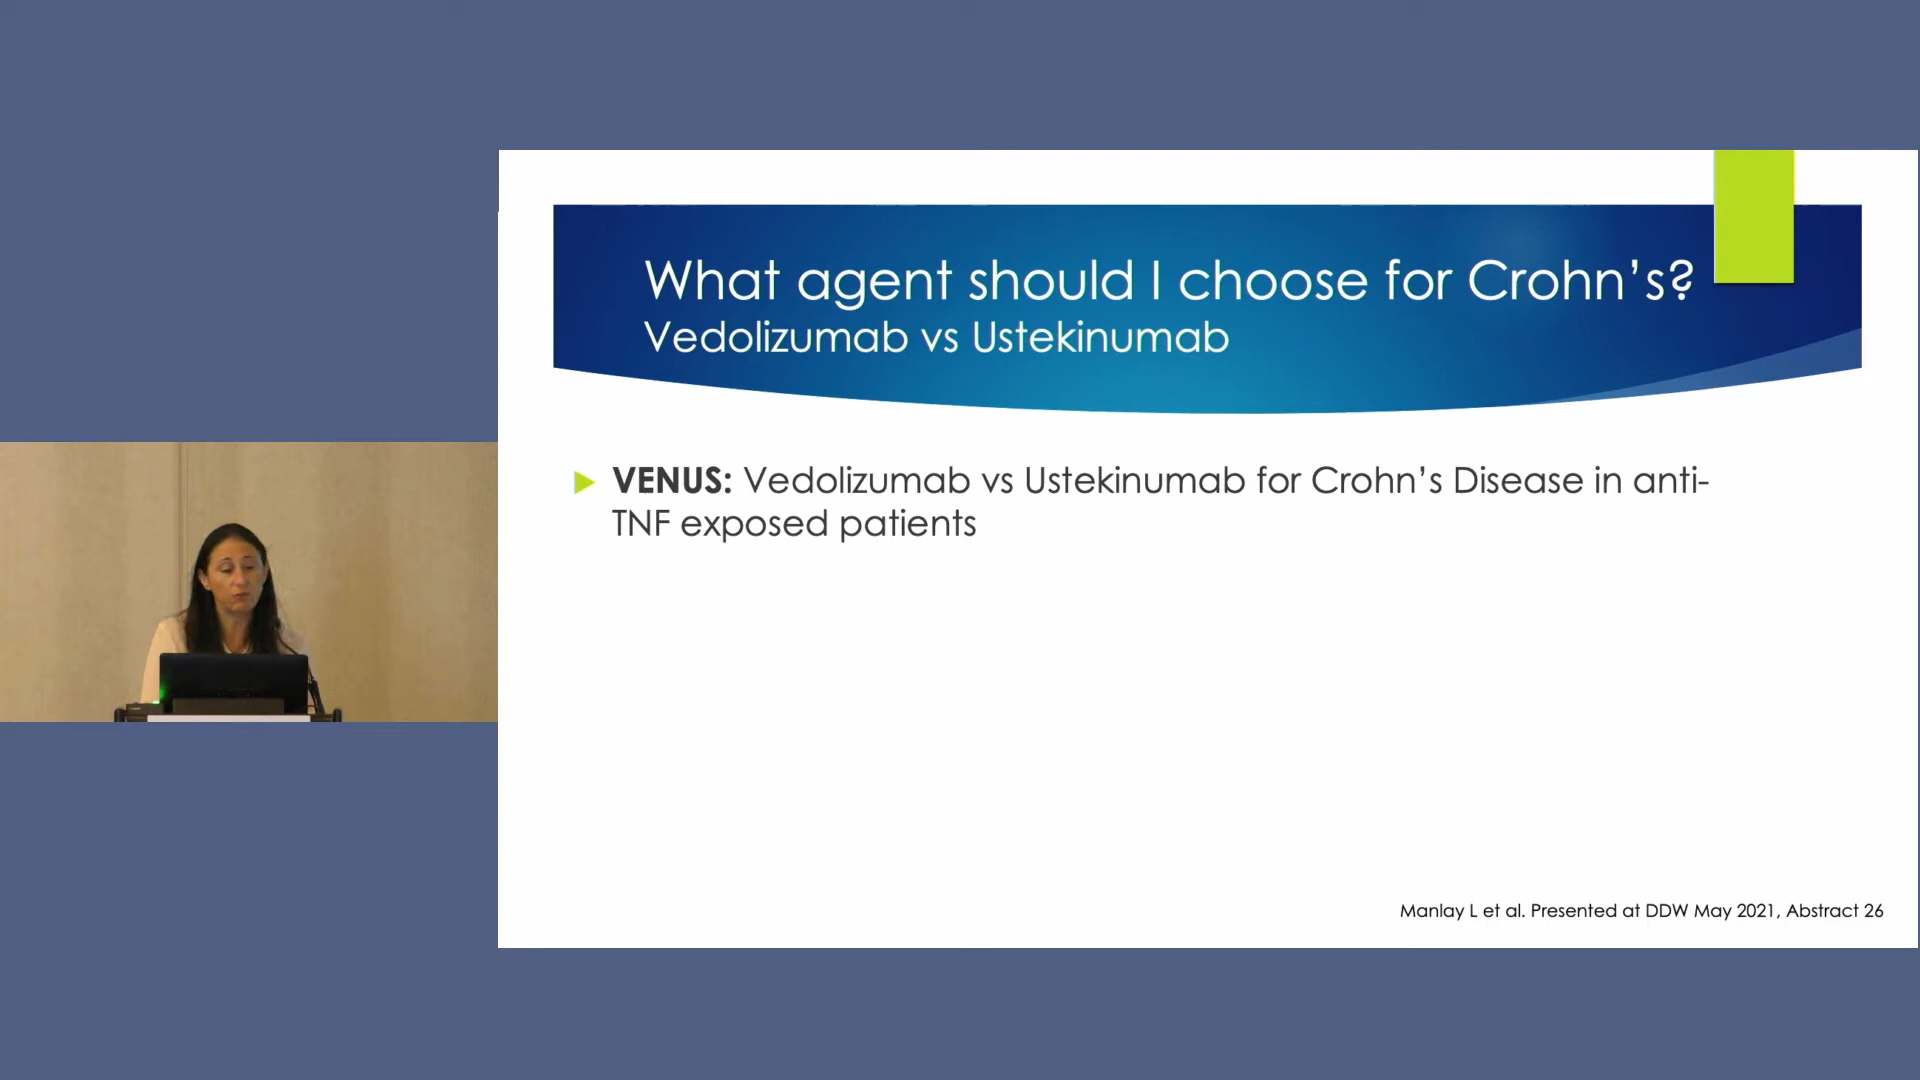 What agent should I choose for Crohn’s?
Vedolizumab vs Ustekinumab
VENUS: Vedolizumab vs Ustekinumab for Crohn’s Disease in anti-
TNF exposed patients
Manlay L et al. Presented at DDW May 2021, Abstract 26